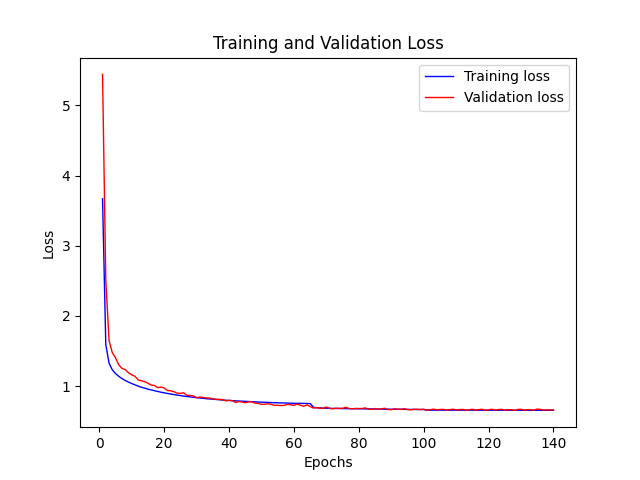 Training and Validation Loss
Training loss
Validation loss
5
4
3
2
1
Loss
0 20 40 60 80 100 120 140
Epochs